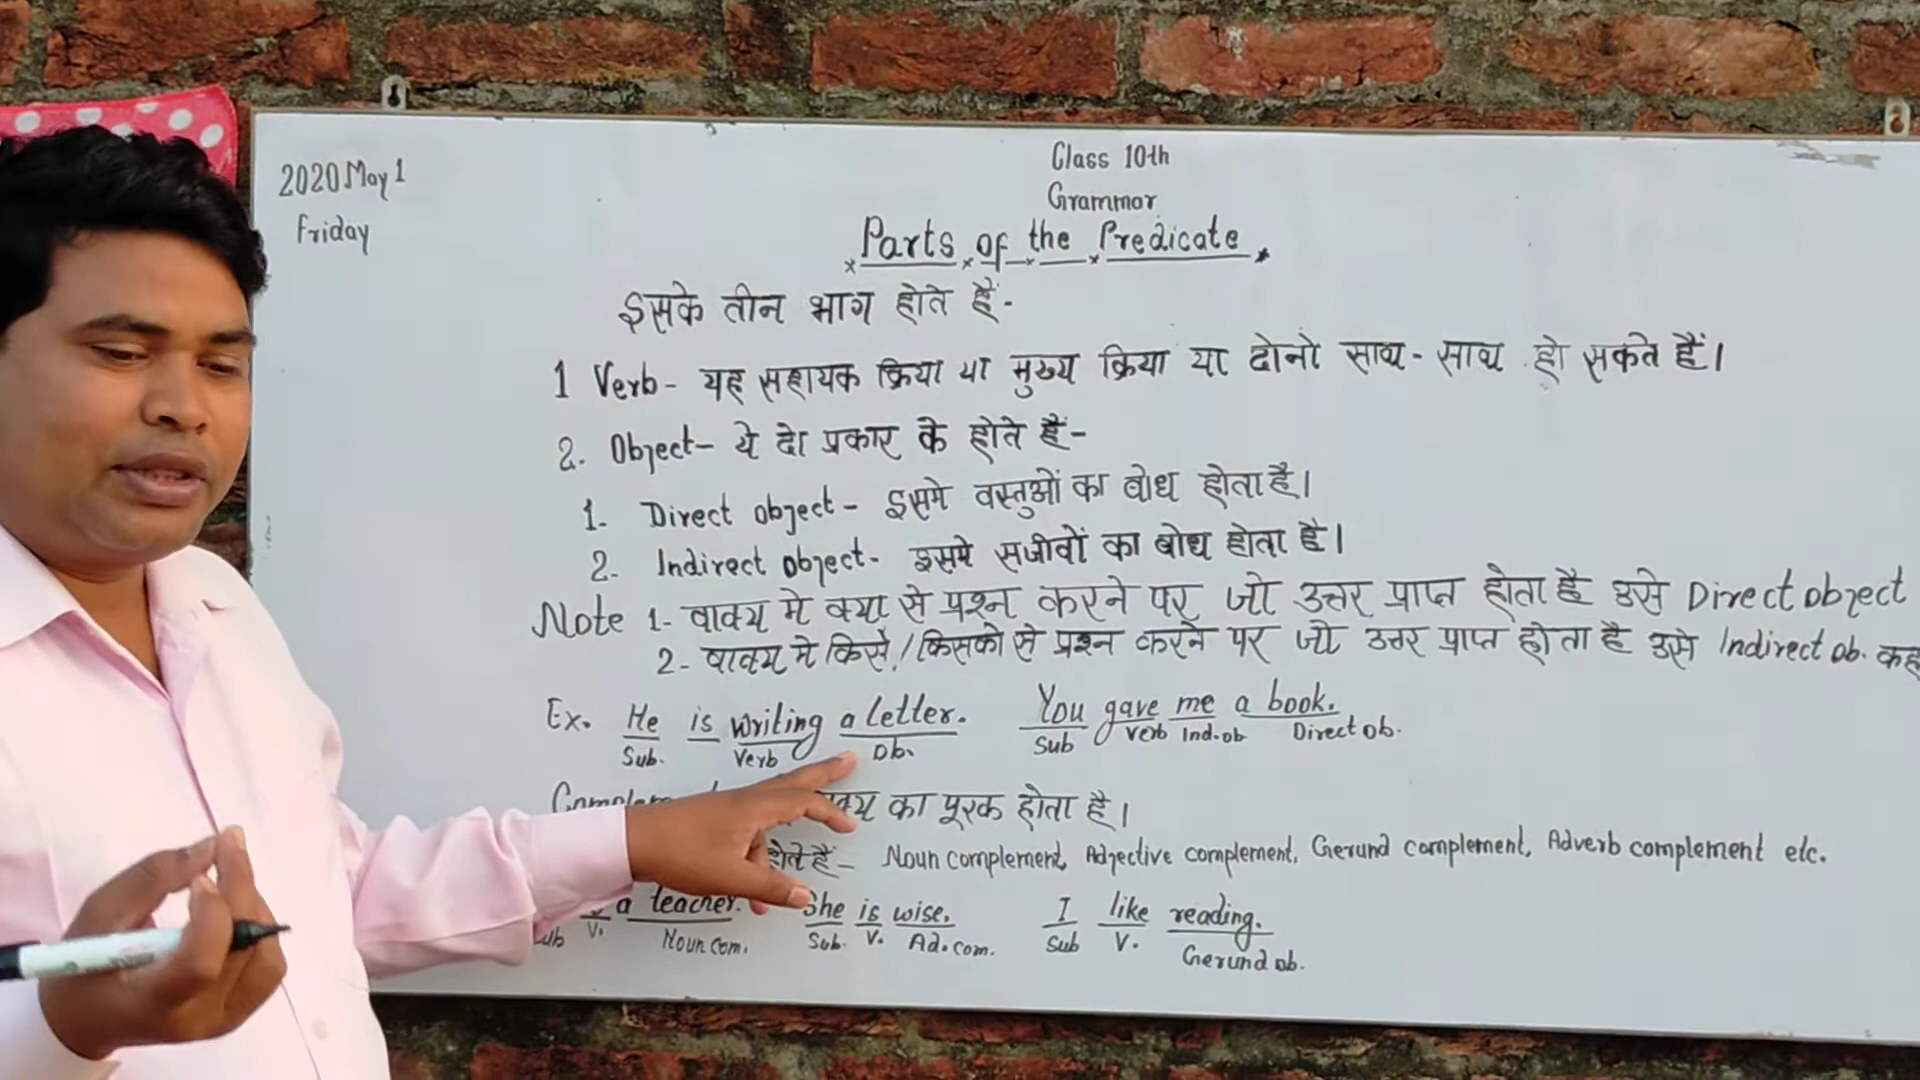 2020 May 1
Friday
Class 10th
Grammar
Parts of the Predicate
इसके तीन भाग होते हैं-
1 Verb- यह सहायक क्रिया या मुख्य क्रिया या दोनो साथ-साथ हो सकते हैं।
2. Object- ये दो प्रकार के होते हैं-
1. Direct object- इसमे वस्तुओं का बोध होता है।
2- Indirect object- इसमे सजीवों का बोध होता है।
Note 1- वाक्य मे क्या से प्रश्न करने पर जो उत्तर प्राप्त होता है उसे Direct object
2- वाक्य मे किसे/किसको से प्रश्न करने पर जो उत्तर प्राप्त होता है उसे Indirect ob.
Ex. He is writing a letter. You gave me a book.
Sub. Verb Ob. Sub Verb Ind.ob Direct ob.
का पूरक होता है।
होते हैं- Noun complement, Adjective complement, Gerund complement, Adverb complement etc.
a teacher. She is wise. I like reading.
V. Noun com. Sub. V. Ad.com. Sub V. Gerund ob.